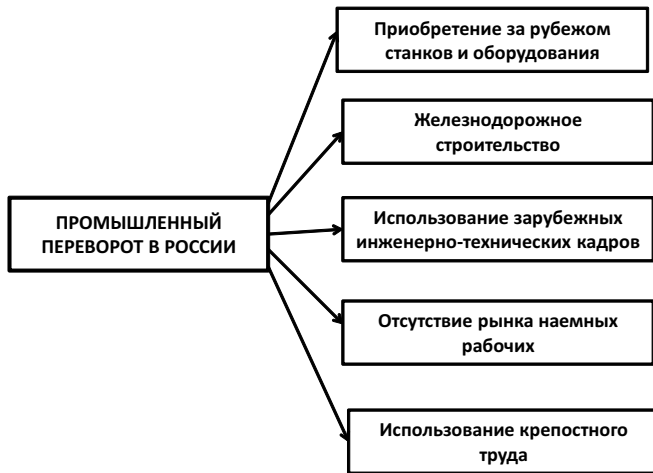 Приобретение за рубежом
станков и оборудования
Железнодорожное
строительство
ПРОМЫШЛЕННЫЙ
ПЕРЕВОРОТ В РОССИИ
Использование зарубежных
инженерно-технических кадров
Отсутствие рынка наемных
рабочих
Использование крепостного
труда